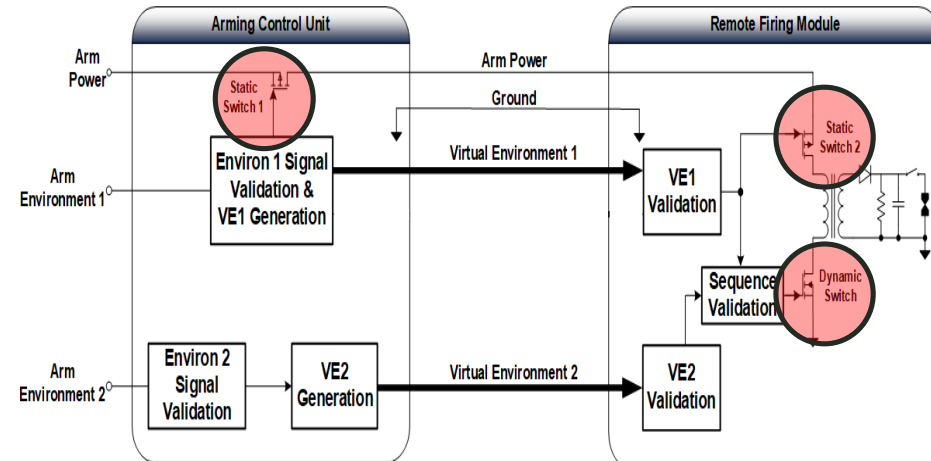 Arming Control Unit
Remote Firing Module
Arm
Power
Static
Switch 1
Arm Power
Ground
Static
Switch 2
Arm
Environment 1
Environ 1 Signal
Validation &
VE1 Generation
Virtual Environment 1
VE1
Validation
Sequence
Validation
Dynamic
Switch
Arm
Environment 2
Environ 2
Signal
Validation
VE2
Generation
Virtual Environment 2
VE2
Validation